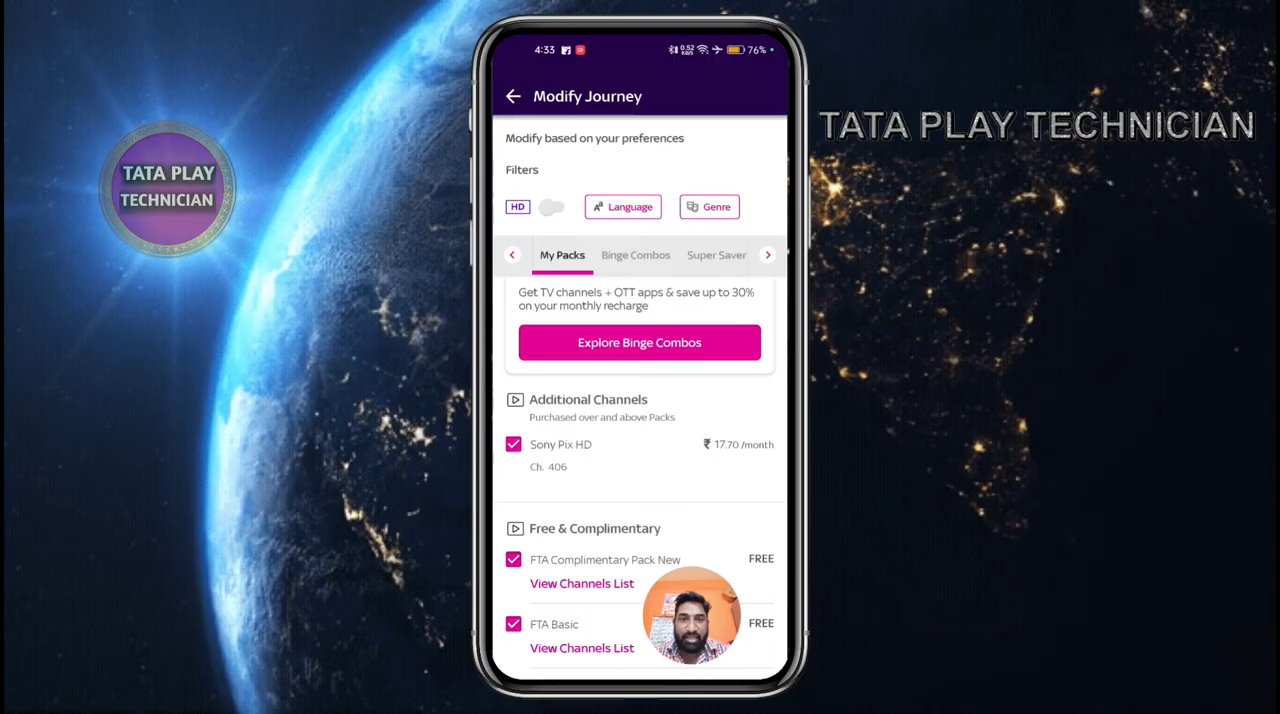 TATA PLAY
TECHNICIAN
TATA PLAY TECHNICIAN
4:33
0.52
KB/S
76%
Modify Journey
Modify based on your preferences
Filters
HD
Language
Genre
My Packs
Binge Combos
Super Saver
Get TV channels + OTT apps & save up to 30%
on your monthly recharge
Explore Binge Combos
Additional Channels
Purchased over and above Packs
Sony Pix HD
₹ 17.70 /month
Ch. 406
Free & Complimentary
FTA Complimentary Pack New
FREE
View Channels List
FTA Basic
FREE
View Channels List